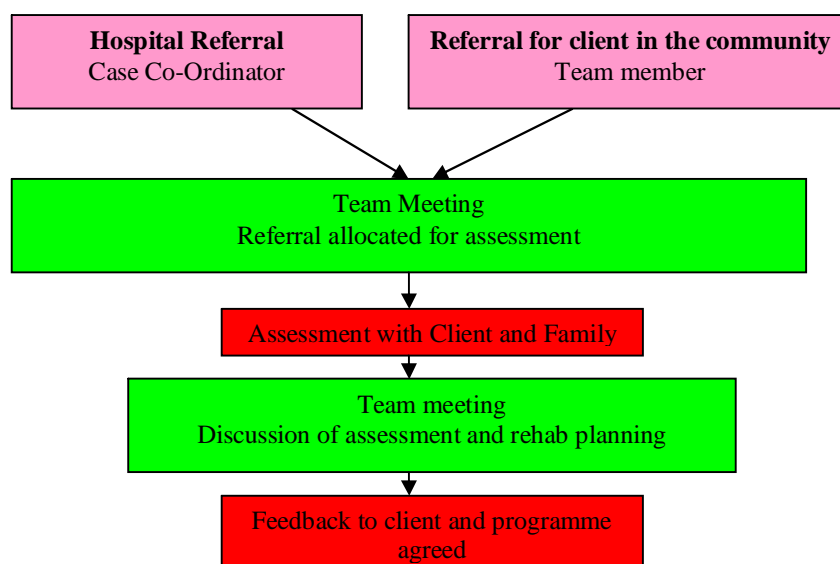 Hospital Referral
Case Co-Ordinator
Referral for client in the community
Team member
Team Meeting
Referral allocated for assessment
Assessment with Client and Family
Team meeting
Discussion of assessment and rehab planning
Feedback to client and programme
agreed